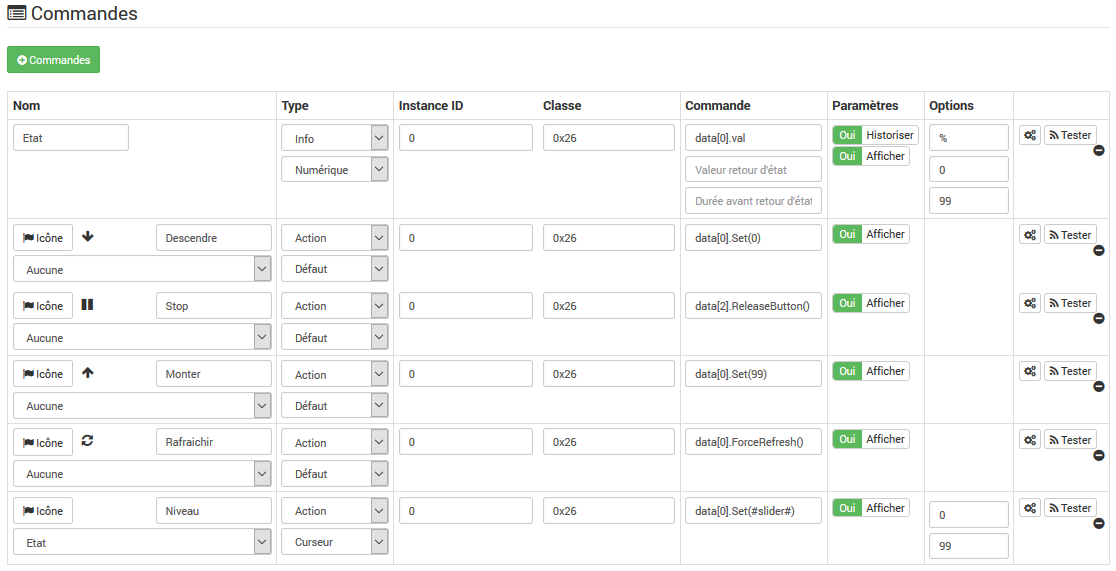 Commandes
Commandes
Nom Type Instance ID Classe Commande Paramètres Options
Etat Info 0 0x26 data[0].val Oui Historiser % Tester
Numérique Valeur retour d'état Oui Afficher 0
Durée avant retour d'état 99
Icône Descendre Action 0 0x26 data[0].Set(0) Oui Afficher Tester
Aucune Défaut
Icône Stop Action 0 0x26 data[2].ReleaseButton() Oui Afficher Tester
Aucune Défaut
Icône Monter Action 0 0x26 data[0].Set(99) Oui Afficher Tester
Aucune Défaut
Icône Rafraichir Action 0 0x26 data[0].ForceRefresh() Oui Afficher Tester
Aucune Défaut
Icône Niveau Action 0 0x26 data[0].Set(#slider#) Oui Afficher 0 Tester
Etat Curseur 99